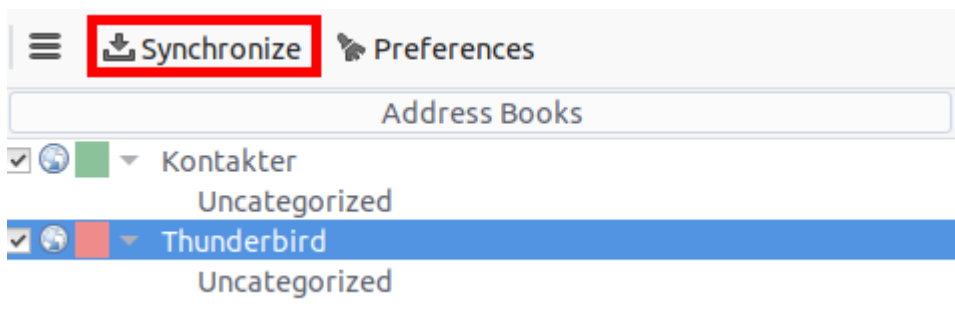 Synchronize Preferences
Address Books
Kontakter
Uncategorized
Thunderbird
Uncategorized